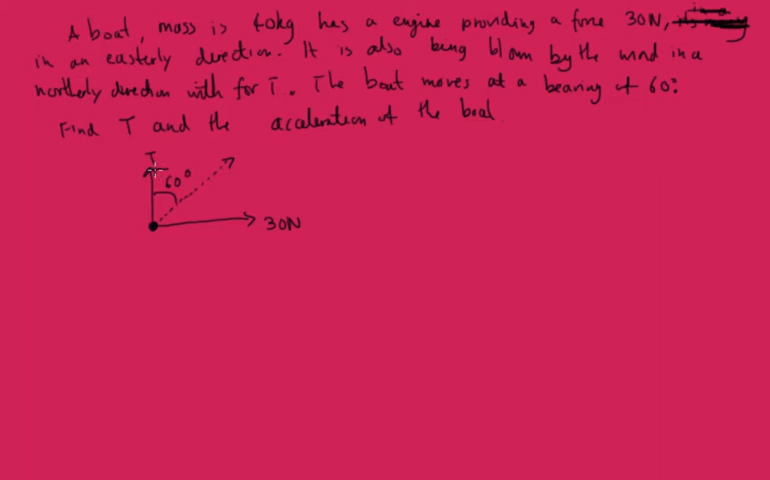 A boat, mass is 40kg has a engine providing a force 30N,
in an easterly direction. It is also being blown by the wind in a
northerly direction with for T. The boat moves at a bearing of 60°.
Find T and the acceleration of the boat
T
60°
30N